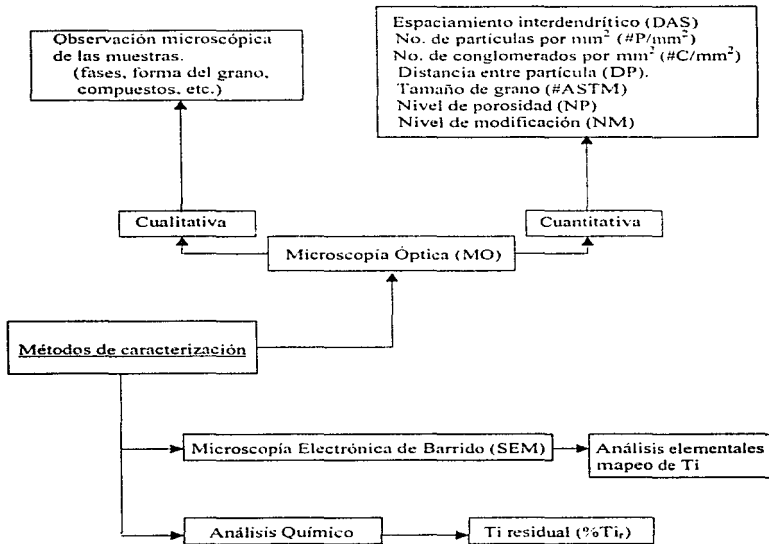 Observación microscópica
de las muestras.
(fases, forma del grano,
compuestos, etc.)
Espaciamiento interdendrítico (DAS)
No. de partículas por mm² (#P/mm²)
No. de conglomerados por mm² (#C/mm²)
Distancia entre partícula (DP).
Tamaño de grano (#ASTM)
Nivel de porosidad (NP)
Nivel de modificación (NM)
Cualitativa
Cuantitativa
Microscopía Óptica (MO)
Métodos de caracterización
Microscopía Electrónica de Barrido (SEM)
Análisis elementales
mapeo de Ti
Análisis Químico
Ti residual (%Tiᵣ)